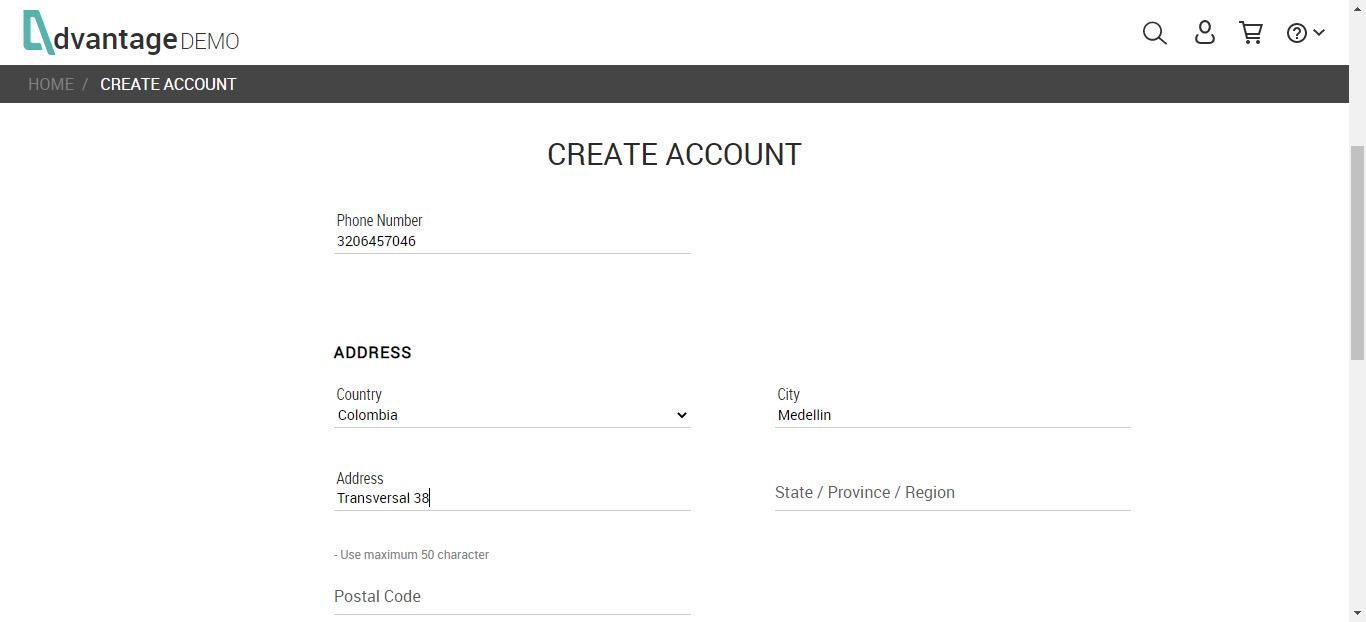 dvantage DEMO
HOME / CREATE ACCOUNT
CREATE ACCOUNT
Phone Number
3206457046
ADDRESS
Country
Colombia
City
Medellin
Address
Transversal 38
State / Province / Region
- Use maximum 50 character
Postal Code